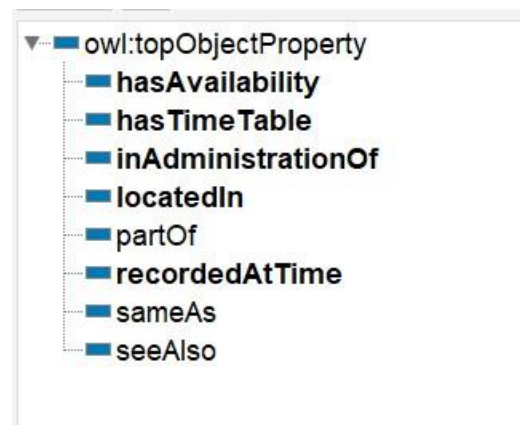 owl:topObjectProperty
hasAvailability
hasTimeTable
inAdministrationOf
locatedIn
partOf
recordedAtTime
sameAs
seeAlso